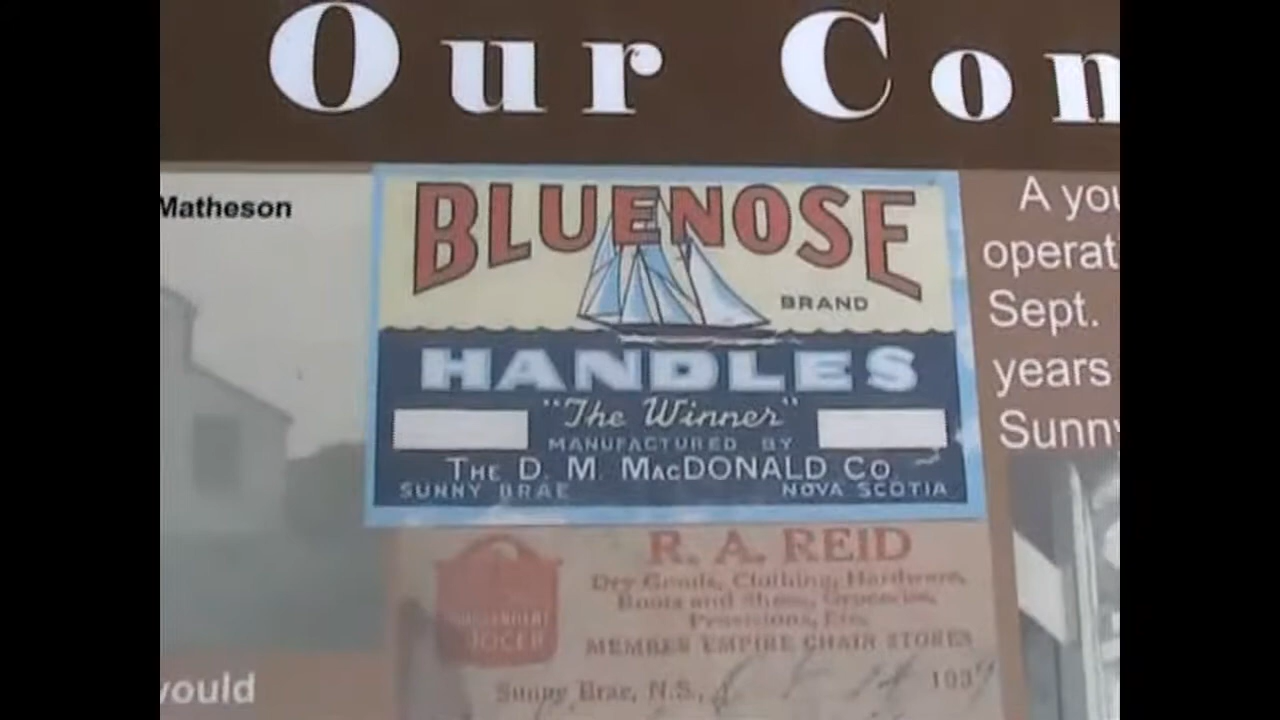 Our Con
Matheson
BLUENOSE
BRAND
HANDLES
"The Winner"
MANUFACTURED BY
THE D. M. MACDONALD CO.
SUNNY BRAE NOVA SCOTIA
A you
operat
Sept.
years
Sunny
R. A. REID
Dry Goods, Clothing, Hardware,
Boots and Shoes, Groceries,
Provisions, Etc.
MEMBER EMPIRE CHAIN STORES
Sunny Brae, N.S.,
would